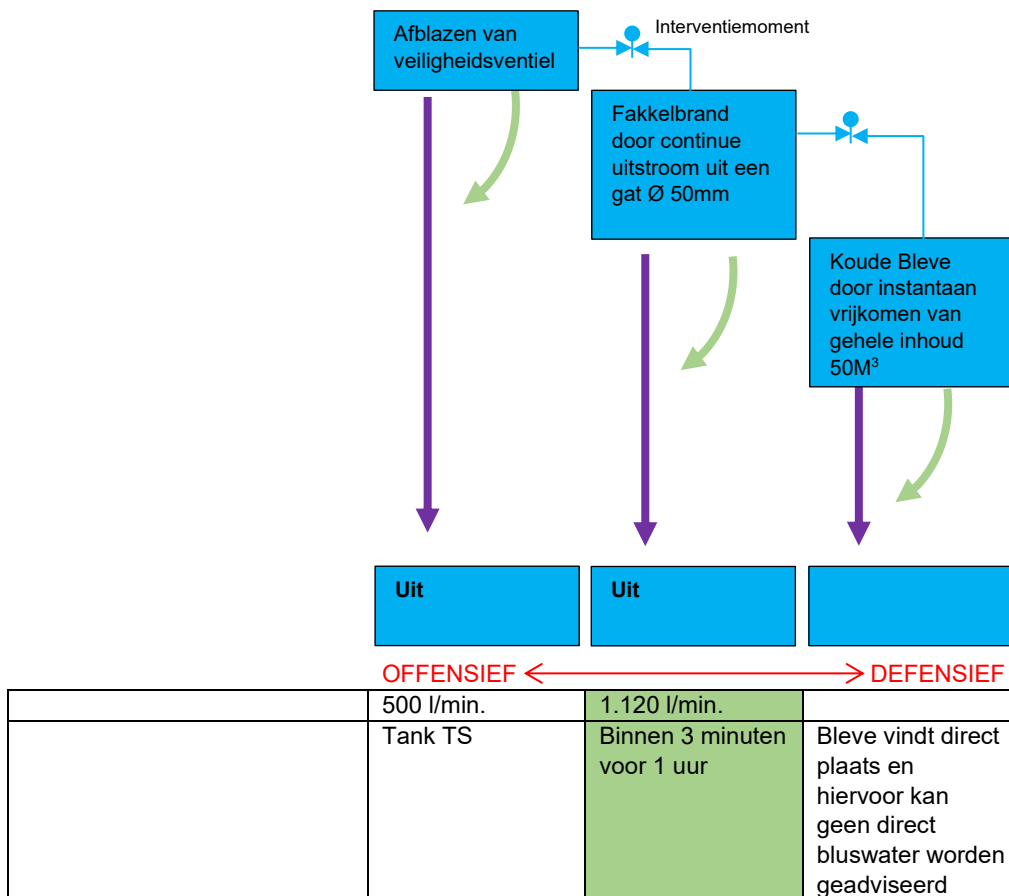 Afblazen van
veiligheidsventiel
Interventiemoment
Fakkelbrand
door continue
uitstroom uit een
gat Ø 50mm
Koude Bleve
door instantaan
vrijkomen van
gehele inhoud
50M³
Uit
Uit
OFFENSIEF
DEFENSIEF
500 l/min.
1.120 l/min.
Tank TS
Binnen 3 minuten
voor 1 uur
Bleve vindt direct
plaats en
hiervoor kan
geen direct
bluswater worden
geadviseerd